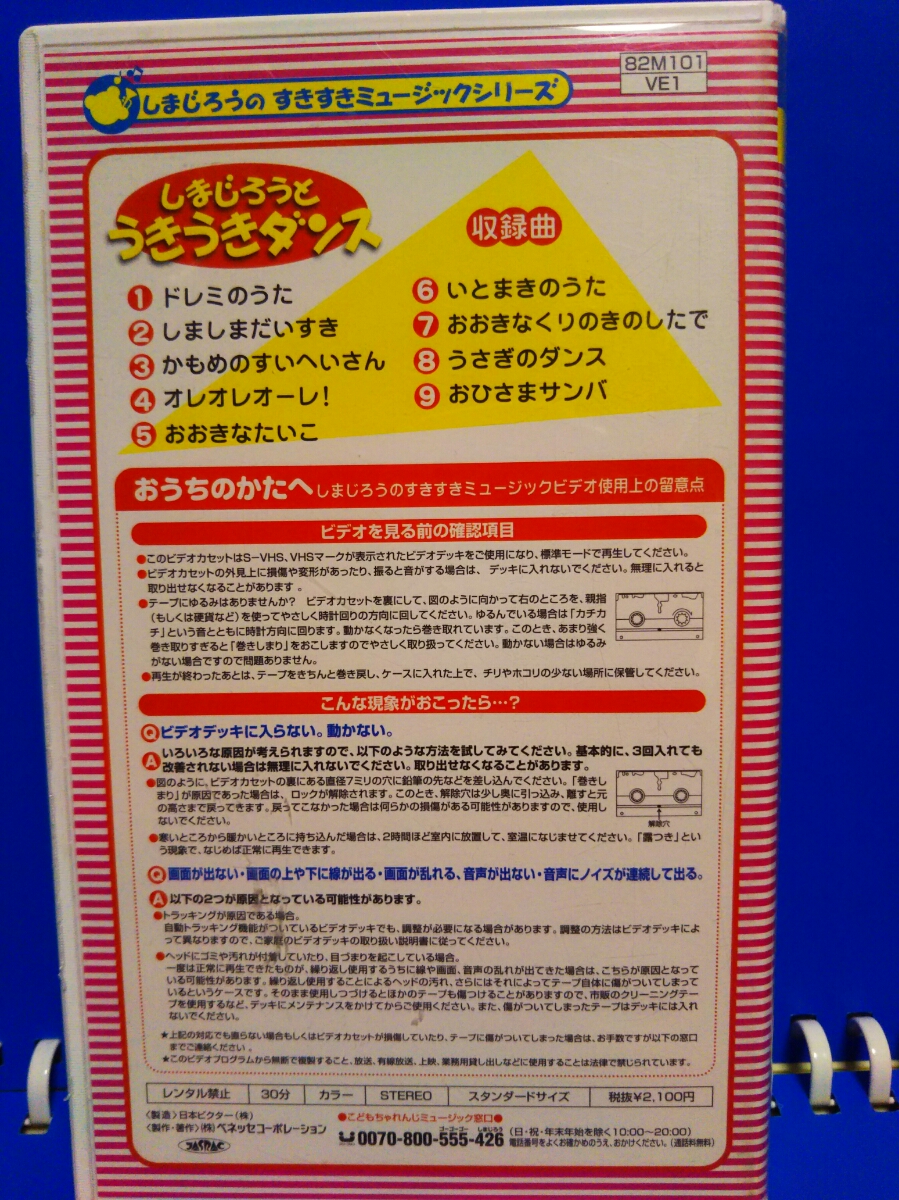 しまじろうの すきすきミュージックシリーズ
82M101
VE1
しまじろうと
うきうきダンス
収録曲
1 ドレミのうた
2 しましまだいすき
3 かもめのすいへいさん
4 オレオレオーレ!
5 おおきなたいこ
6 いとまきのうた
7 おおきなくりのきのしたで
8 うさぎのダンス
9 おひさまサンバ
おうちのかたへ しまじろうのすきすきミュージックビデオ使用上の留意点
ビデオを見る前の確認項目
●このビデオカセットはS-VHS、VHSマークが表示されたビデオデッキをご使用になり、標準モードで再生してください。
●ビデオカセットの外見上に損傷や変形があったり、振ると音がする場合は、デッキに入れないでください。無理に入れると
取り出せなくなることがあります。
●テープにゆるみはありませんか? ビデオカセットを裏にして、図のように向かって右のところを、親指
(もしくは硬貨など)を使ってやさしく時計回りの方向に回してください。ゆるんでいる場合は「カチカ
チ」という音とともに時計方向に回ります。動かなくなったら巻き取れています。このとき、あまり強く
巻き取りすぎると「巻きしまり」をおこしますのでやさしく取り扱ってください。動かない場合はゆるみ
がない場合ですので問題ありません。
●再生が終わったあとは、テープをきちんと巻き戻し、ケースに入れた上で、チリやホコリの少ない場所に保管してください。
こんな現象がおこったら…?
Q ビデオデッキに入らない。動かない。
A いろいろな原因が考えられますので、以下のような方法を試してみてください。基本的に、3回入れても
改善されない場合は無理に入れないでください。取り出せなくなることがあります。
●図のように、ビデオカセットの裏にある直径7ミリの穴に鉛筆の先などを差し込んでください。「巻きし
まり」が原因であった場合は、ロックが解除されます。このとき、解除穴は少し奥に引っ込み、離すと元
の高さまで戻ってきます。戻ってこなかった場合は何らかの損傷がある可能性がありますので、使用し
ないでください。
解除穴
●寒いところから暖かいところに持ち込んだ場合は、2時間ほど室内に放置して、室温になじませてください。「露つき」とい
う現象で、なじめば正常に再生できます。
Q 画面が出ない・画面の上や下に線が出る・画面が乱れる、音声が出ない・音声にノイズが連続して出る。
A 以下の2つが原因となっている可能性があります。
●トラッキングが原因である場合。
自動トラッキング機能がついているビデオデッキでも、調整が必要になる場合があります。調整の方法はビデオデッキによ
って異なりますので、ご家庭のビデオデッキの取り扱い説明書に従ってください。
●ヘッドにゴミや汚れが付着していたり、目づまりを起こしている場合。
一度は正常に再生できたものが、繰り返し使用するうちに線や画面、音声の乱れが出てきた場合は、こちらが原因となって
いる可能性があります。繰り返し使用することによるヘッドの汚れ、さらにはそれによってテープ自体に傷がついてしまって
いるというケースです。そのまま使用しつづけるとほかのテープも傷つけることがありますので、市販のクリーニングテー
プを使用するなど、デッキにメンテナンスをかけてからご使用ください。また、傷がついてしまったテープはデッキには入れ
ないでください。
★上記の対応でも直らない場合もしくはビデオカセットが損傷していたり、テープに傷がついてしまった場合は、お手数ですが以下の窓口
までご連絡ください。
★このビデオプログラムから無断で複製すること、放送、有線放送、上映、業務用貸し出しなどに使用することは法律で禁じられています。
レンタル禁止 30分 カラー STEREO スタンダードサイズ 税抜¥2,100円
〈製造〉日本ビクター(株)
〈製作・著作〉(株)ベネッセコーポレーション
JASRAC
●こどもちゃれんじミュージック窓口●
ゴーゴーゴー しまじろう
0070-800-555-426
(日・祝・年末年始を除く10:00~20:00)
電話番号をよくお確かめのうえ、おかけください。(通話料無料)